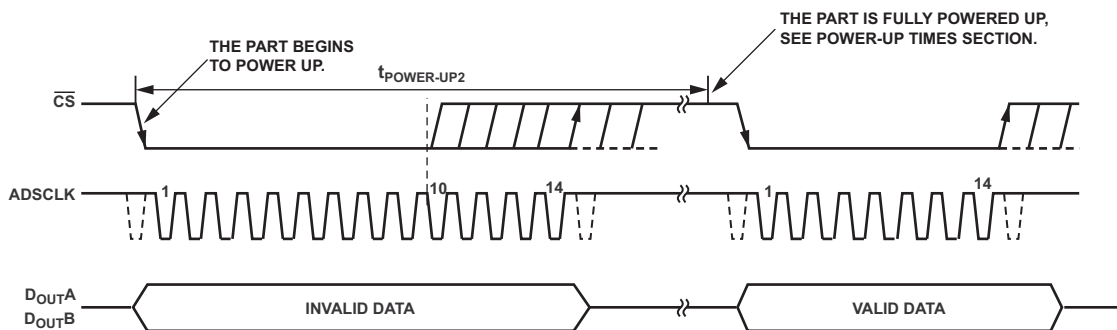 THE PART BEGINS
TO POWER UP.
THE PART IS FULLY POWERED UP,
SEE POWER-UP TIMES SECTION.
tPOWER-UP2
CS
ADSCLK
1
10
14
1
14
DOUTA
DOUTB
INVALID DATA
VALID DATA